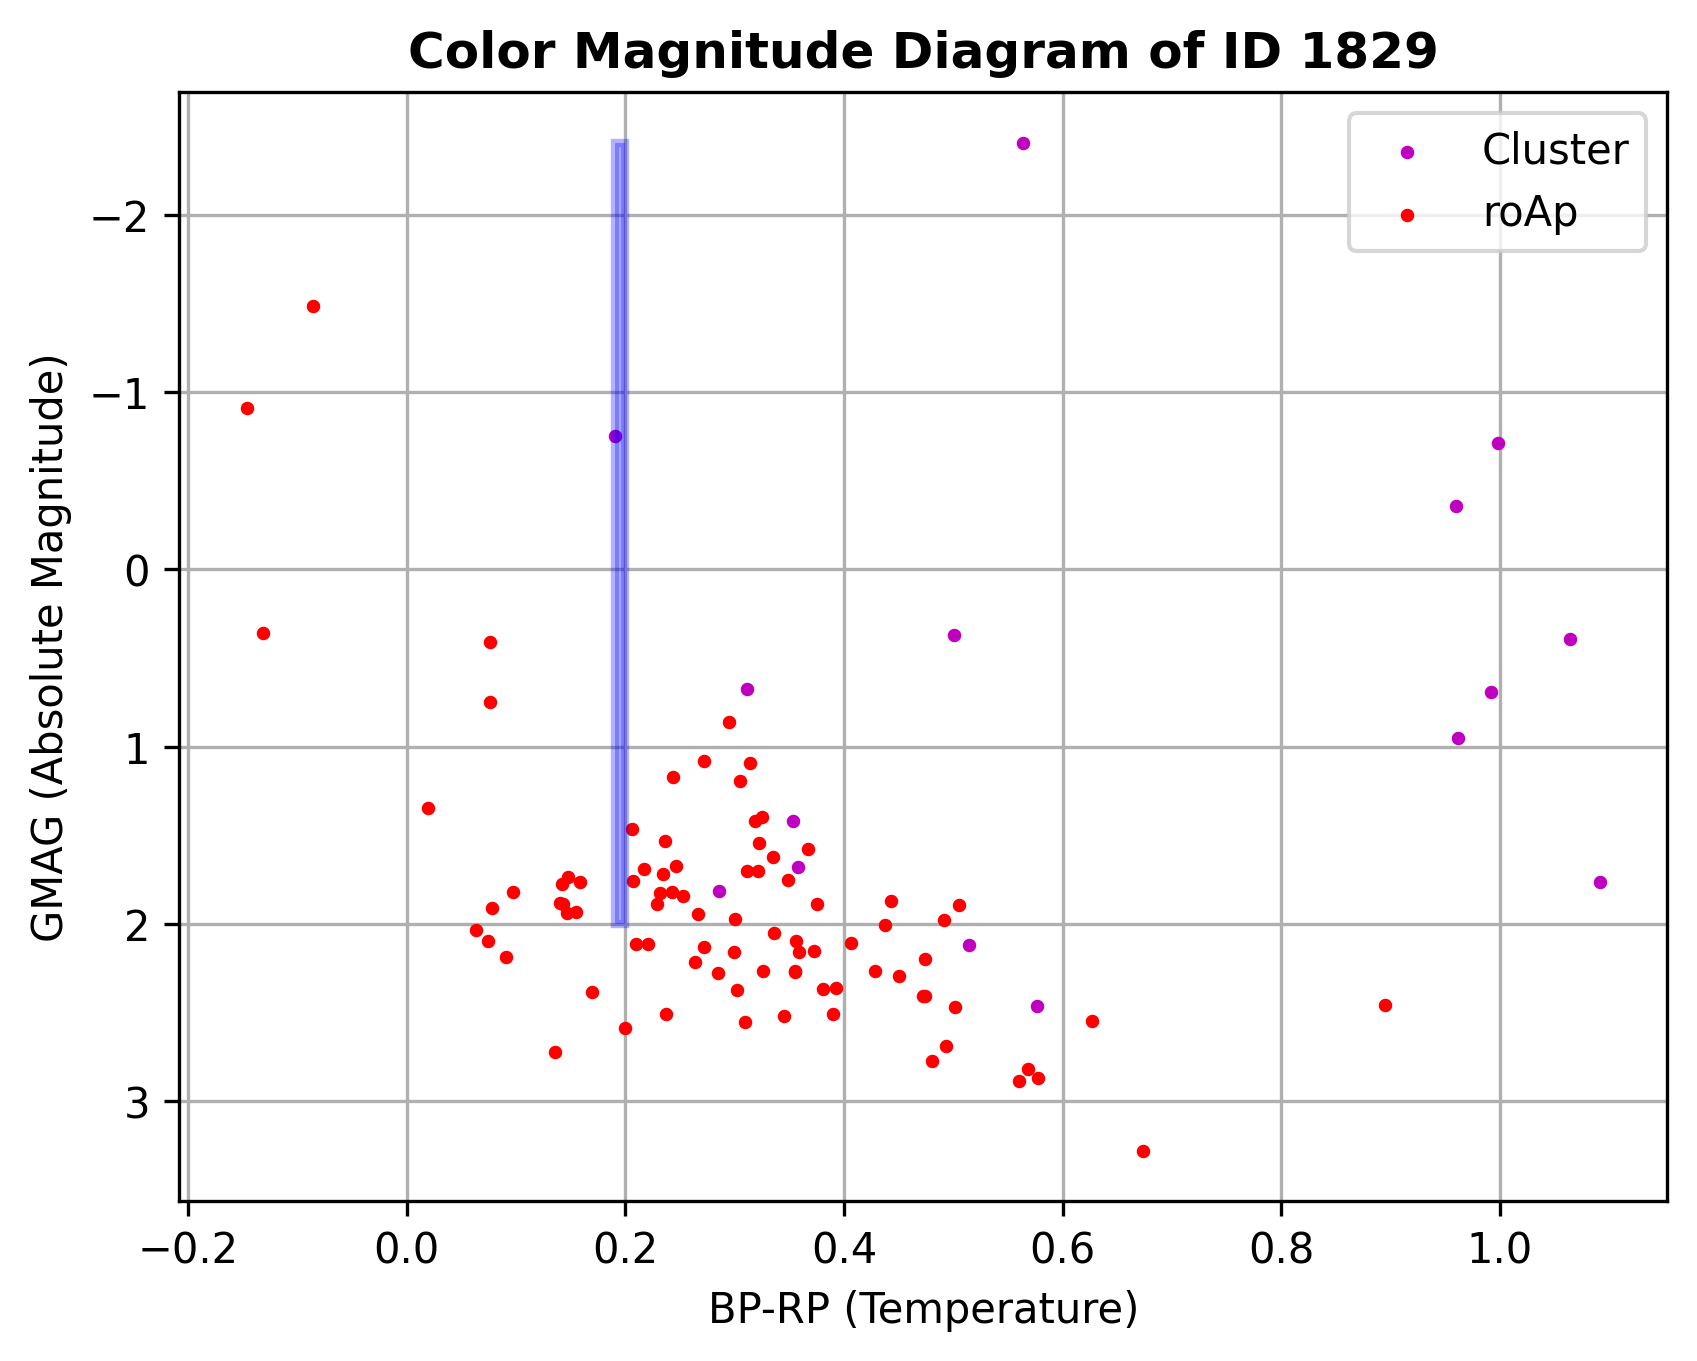 Color Magnitude Diagram of ID 1829
Cluster
roAp
GMAG (Absolute Magnitude)
−2
−1
0
1
2
3
−0.2 0.0 0.2 0.4 0.6 0.8 1.0
BP-RP (Temperature)